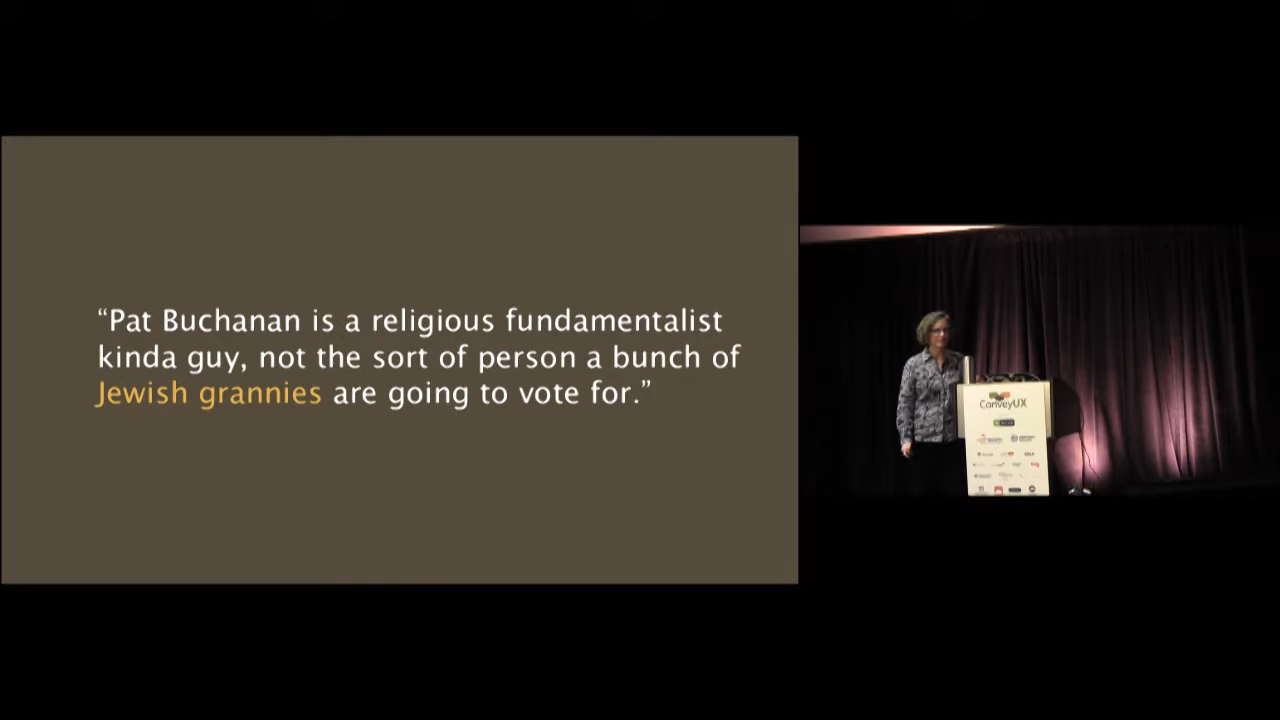 “Pat Buchanan is a religious fundamentalist
kinda guy, not the sort of person a bunch of
Jewish grannies are going to vote for.”
ConveyUX